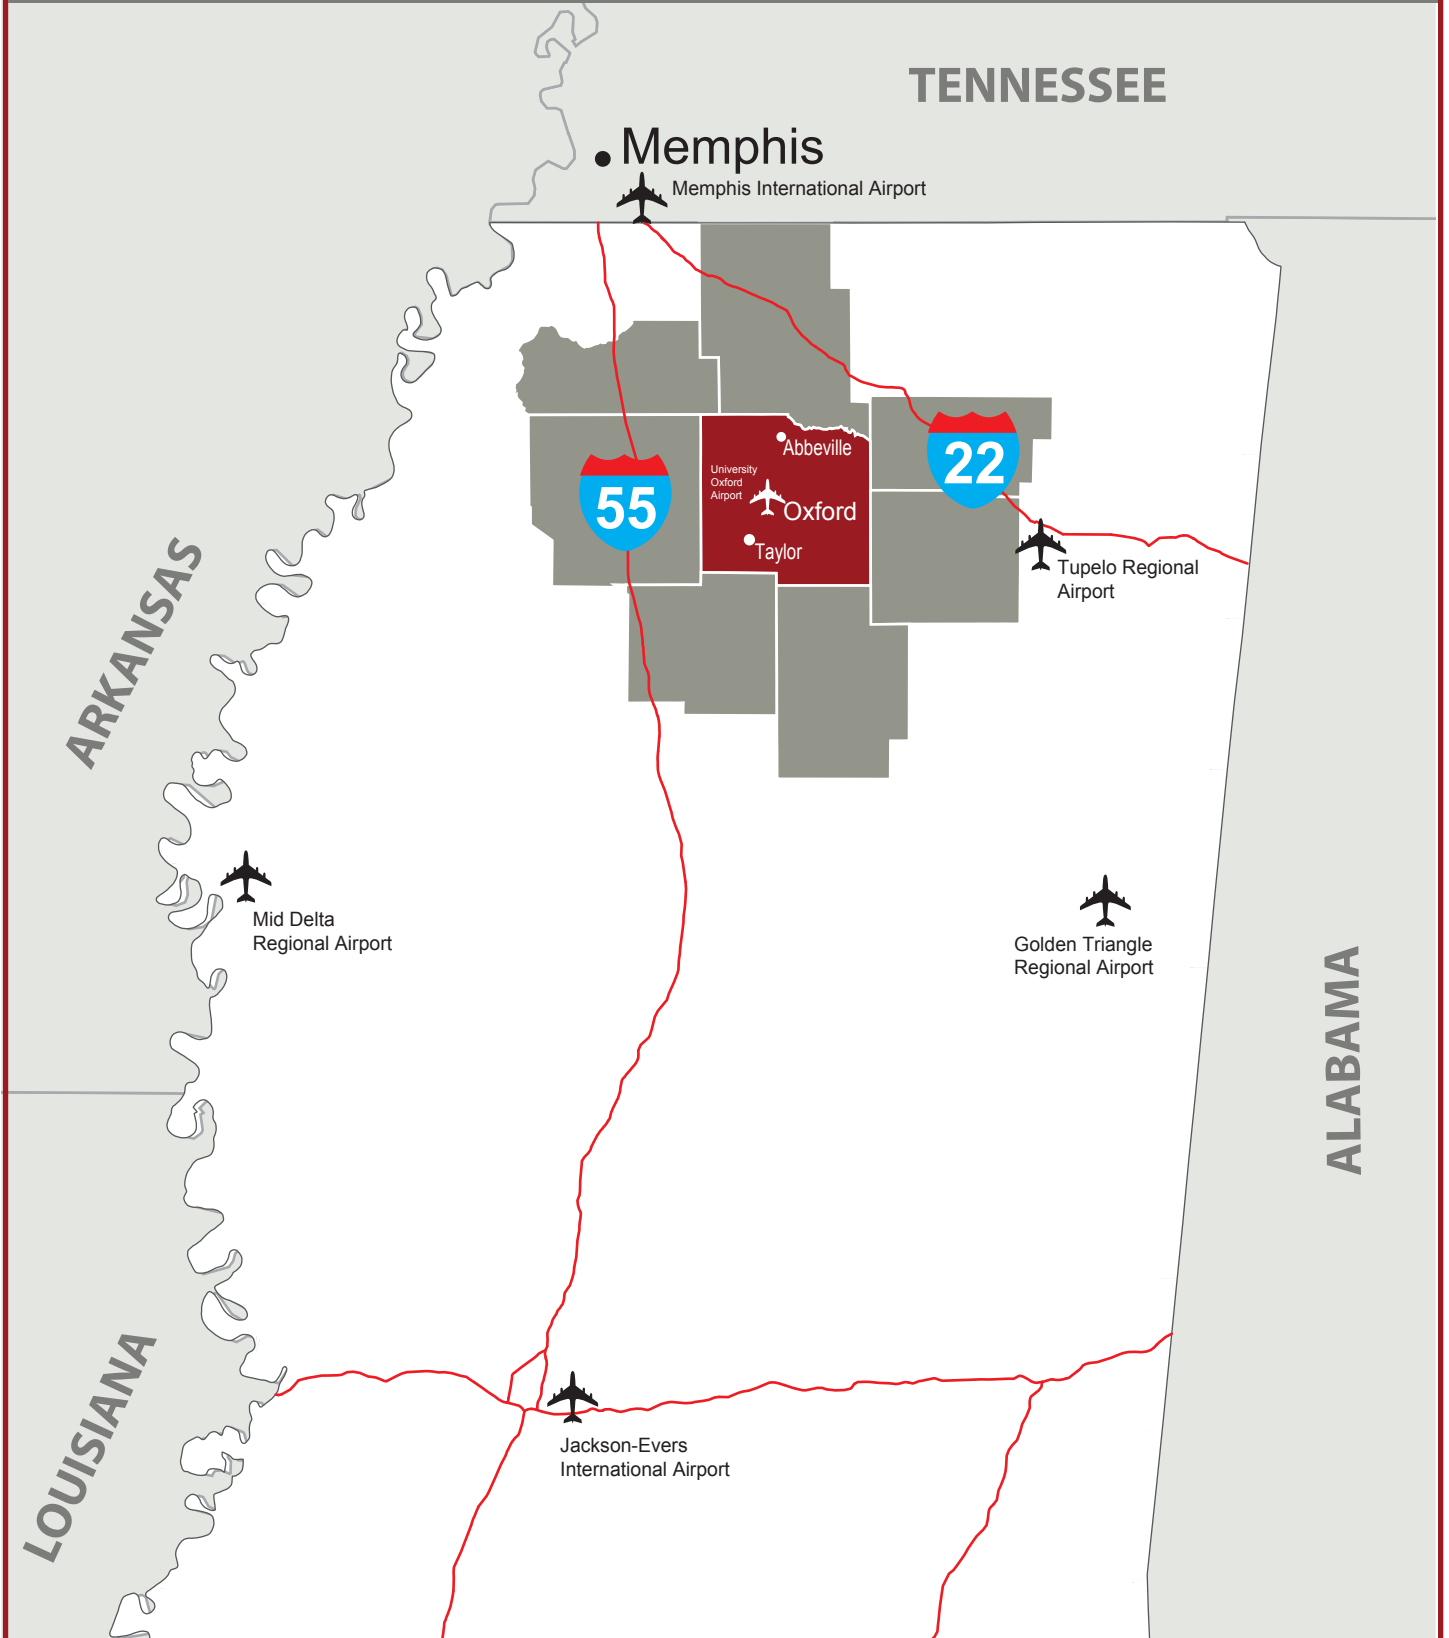 TENNESSEE
Memphis
Memphis International Airport
Abbeville
University
Oxford
Airport
Oxford
Taylor
55
22
Tupelo Regional
Airport
ARKANSAS
Mid Delta
Regional Airport
Golden Triangle
Regional Airport
ALABAMA
LOUISIANA
Jackson-Evers
International Airport